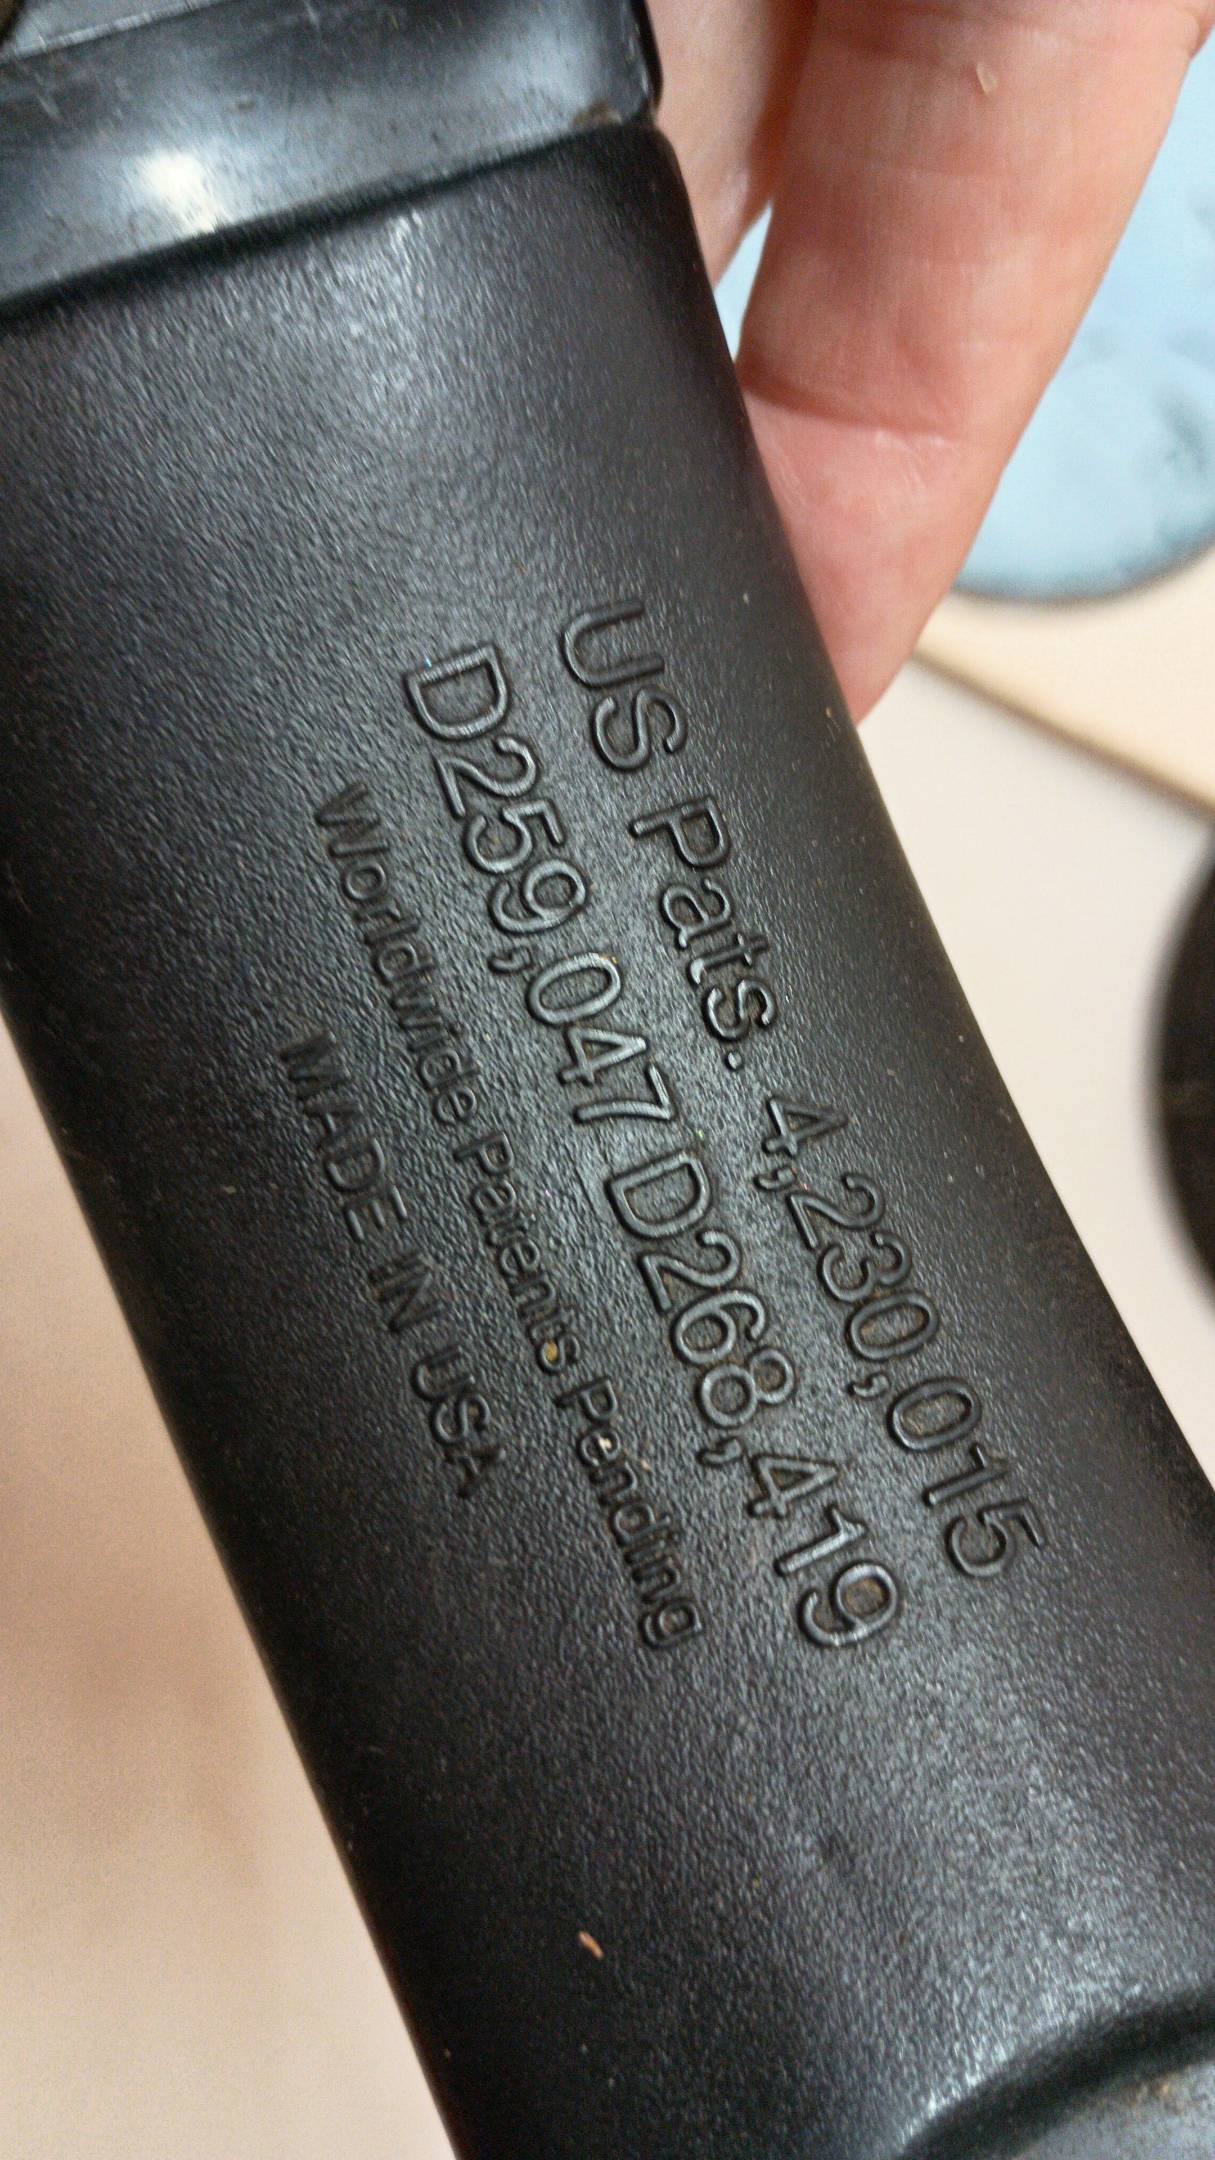 US Pats. 4,230,015
D259,047 D268,419
Worldwide Patents Pending
MADE IN USA